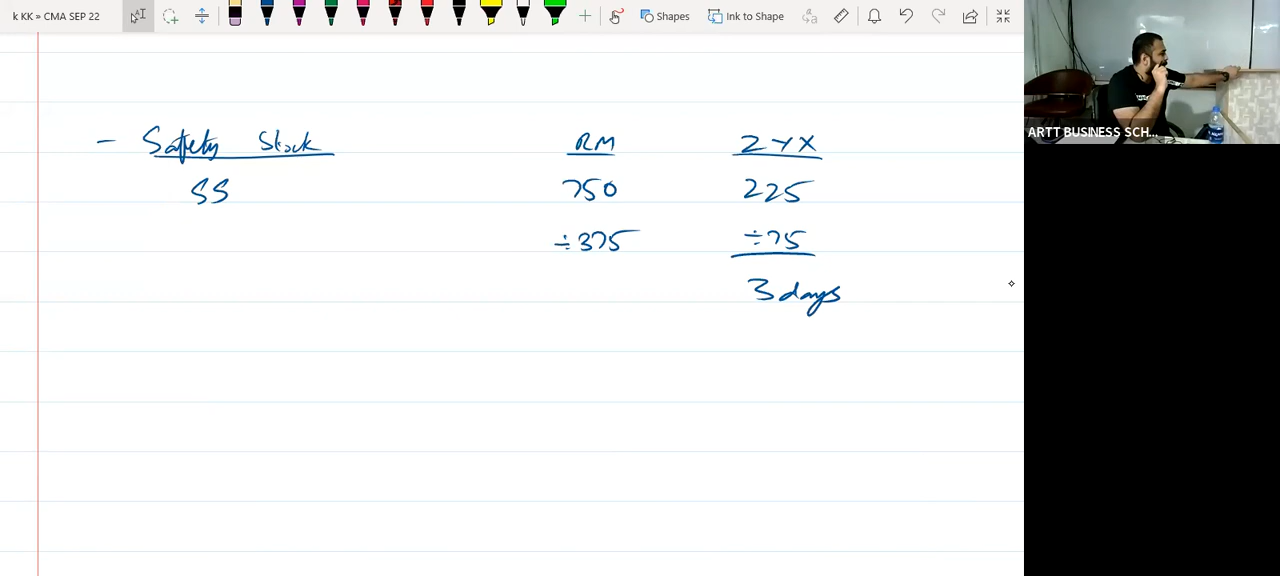 k KK » CMA SEP 22
Shapes
Ink to Shape
ARTT BUSINESS SCH...
- Safety Stock RM ZYX
SS 750 225
÷375 ÷75
3 days